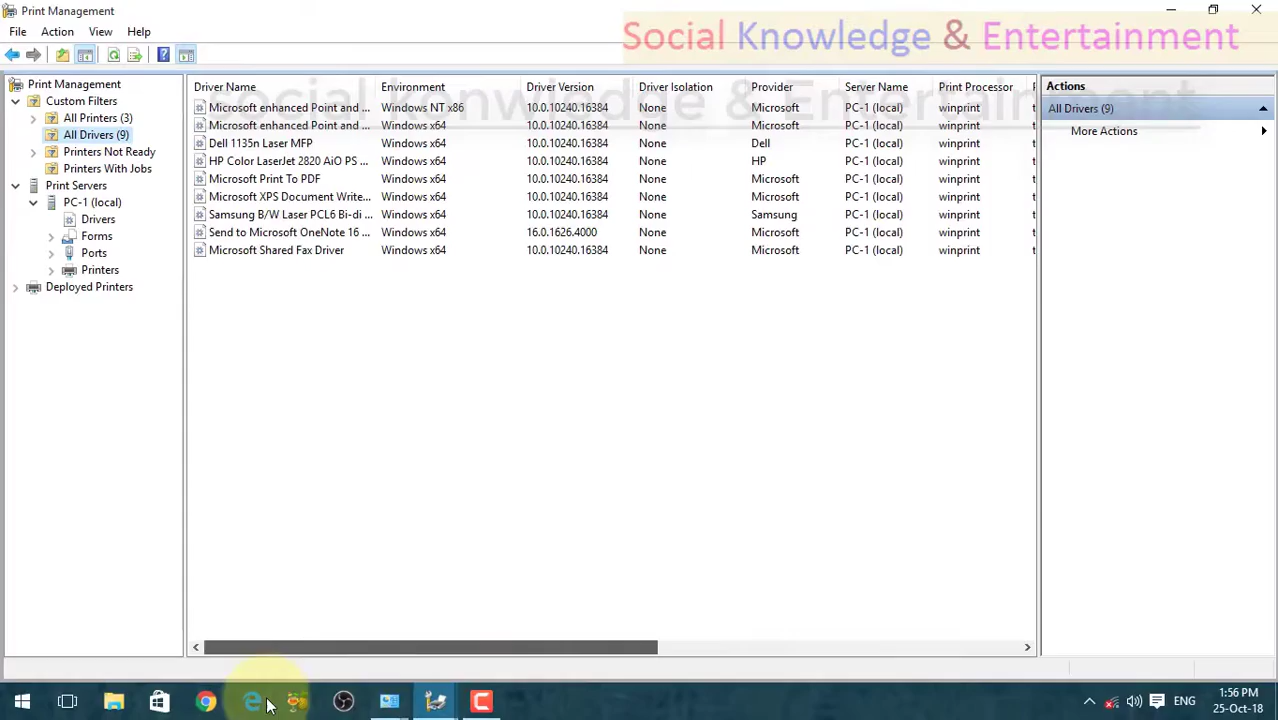 Print Management
Social Knowledge & Entertainment
File Action View Help
social konwledge & Entertainment
Print Management
Custom Filters
All Printers (3)
All Drivers (9)
Printers Not Ready
Printers With Jobs
Print Servers
PC-1 (local)
Drivers
Forms
Ports
Printers
Deployed Printers
Driver Name Environment Driver Version Driver Isolation Provider Server Name Print Processor
Microsoft enhanced Point and ... Windows NT x86 10.0.10240.16384 None Microsoft PC-1 (local) winprint
Microsoft enhanced Point and ... Windows x64 10.0.10240.16384 None Microsoft PC-1 (local) winprint
Dell 1135n Laser MFP Windows x64 10.0.10240.16384 None Dell PC-1 (local) winprint
HP Color LaserJet 2820 AiO PS ... Windows x64 10.0.10240.16384 None HP PC-1 (local) winprint
Microsoft Print To PDF Windows x64 10.0.10240.16384 None Microsoft PC-1 (local) winprint
Microsoft XPS Document Write... Windows x64 10.0.10240.16384 None Microsoft PC-1 (local) winprint
Samsung B/W Laser PCL6 Bi-di ... Windows x64 10.0.10240.16384 None Samsung PC-1 (local) winprint
Send to Microsoft OneNote 16 ... Windows x64 16.0.1626.4000 None Microsoft PC-1 (local) winprint
Microsoft Shared Fax Driver Windows x64 10.0.10240.16384 None Microsoft PC-1 (local) winprint
Actions
All Drivers (9)
More Actions
ENG
1:56 PM
25-Oct-18